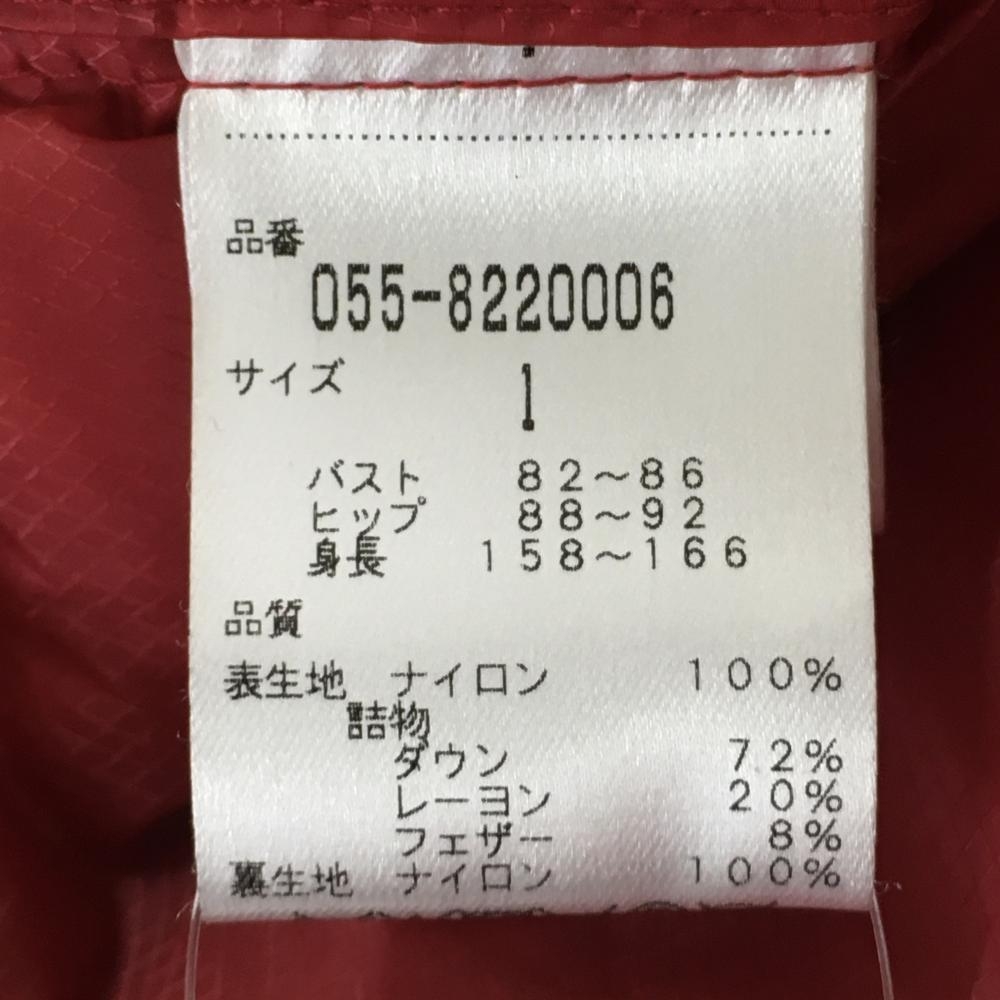 品番
055-8220006
サイズ 1
バスト 82〜86
ヒップ 88〜92
身長 158〜166
品質
表生地 ナイロン 100%
詰物
ダウン 72%
レーヨン 20%
フェザー 8%
裏生地 ナイロン 100%